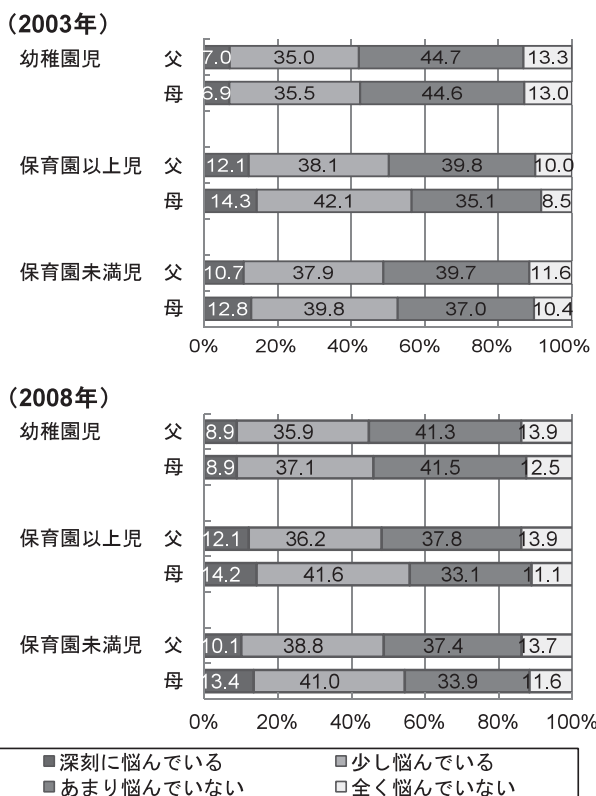 （2003年）
幼稚園児 父 7.0 35.0 44.7 13.3
母 6.9 35.5 44.6 13.0
保育園以上児 父 12.1 38.1 39.8 10.0
母 14.3 42.1 35.1 8.5
保育園未満児 父 10.7 37.9 39.7 11.6
母 12.8 39.8 37.0 10.4
0% 20% 40% 60% 80% 100%
（2008年）
幼稚園児 父 8.9 35.9 41.3 13.9
母 8.9 37.1 41.5 12.5
保育園以上児 父 12.1 36.2 37.8 13.9
母 14.2 41.6 33.1 11.1
保育園未満児 父 10.1 38.8 37.4 13.7
母 13.4 41.0 33.9 11.6
0% 20% 40% 60% 80% 100%
深刻に悩んでいる 少し悩んでいる
あまり悩んでいない 全く悩んでいない